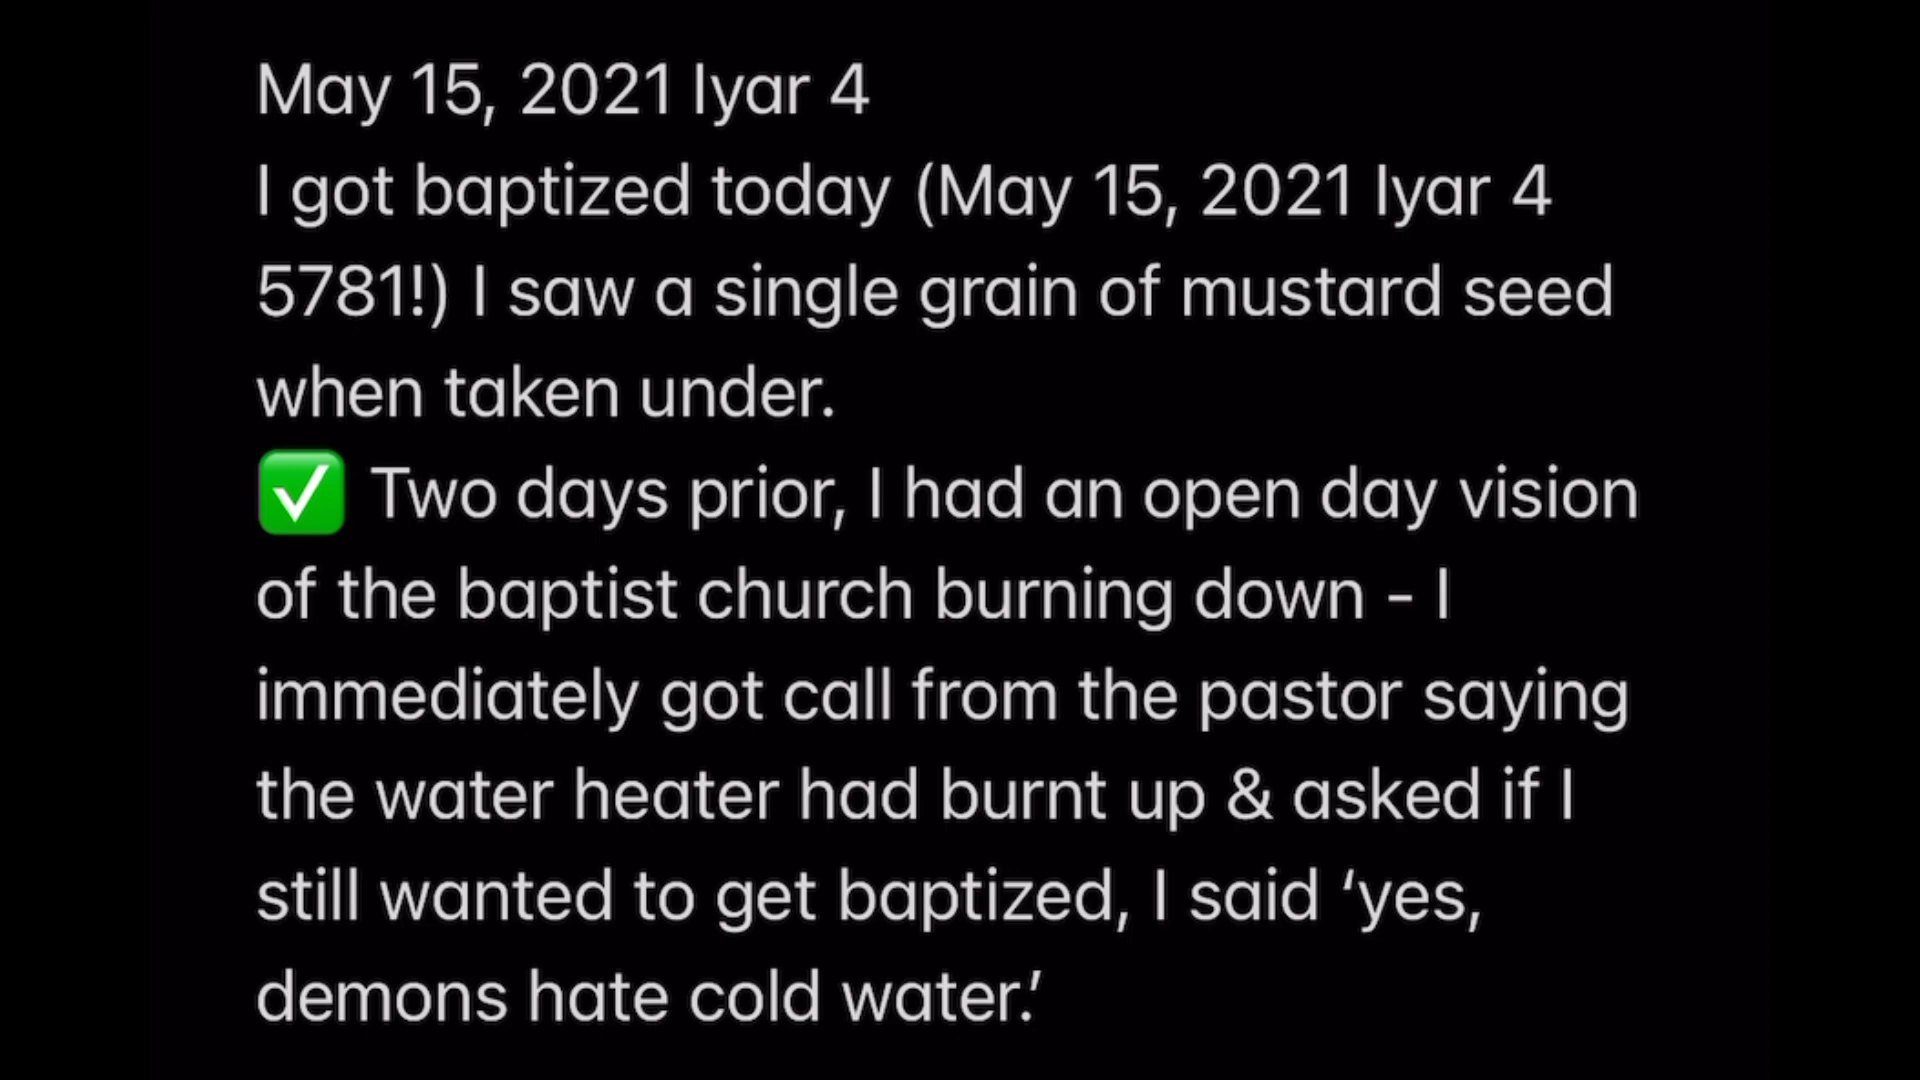 May 15, 2021 Iyar 4
I got baptized today (May 15, 2021 Iyar 4
5781!) I saw a single grain of mustard seed
when taken under.
✅ Two days prior, I had an open day vision
of the baptist church burning down - I
immediately got call from the pastor saying
the water heater had burnt up & asked if I
still wanted to get baptized, I said ‘yes,
demons hate cold water.’